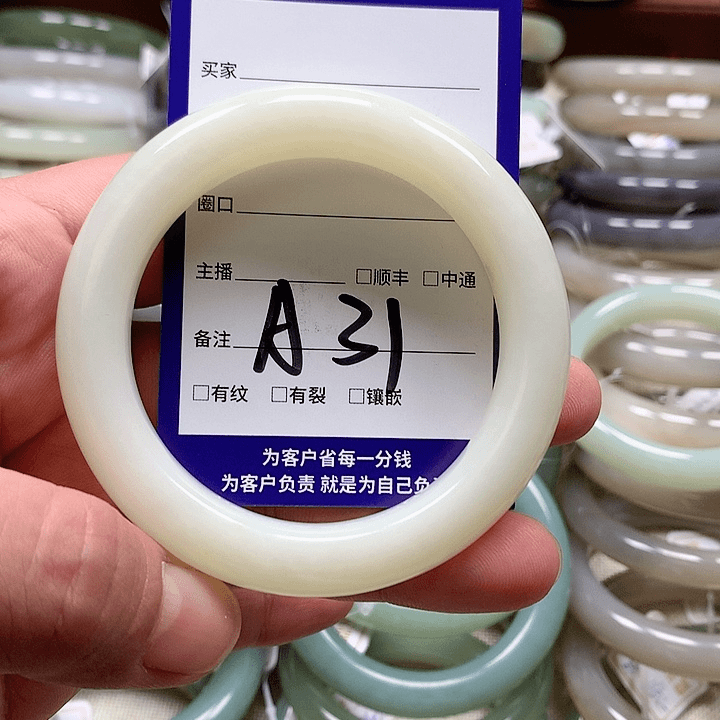 买家
圈口
主播 □顺丰 □中通
备注 A31
□有纹 □有裂 □镶嵌
为客户省每一分钱
为客户负责 就是为自己负